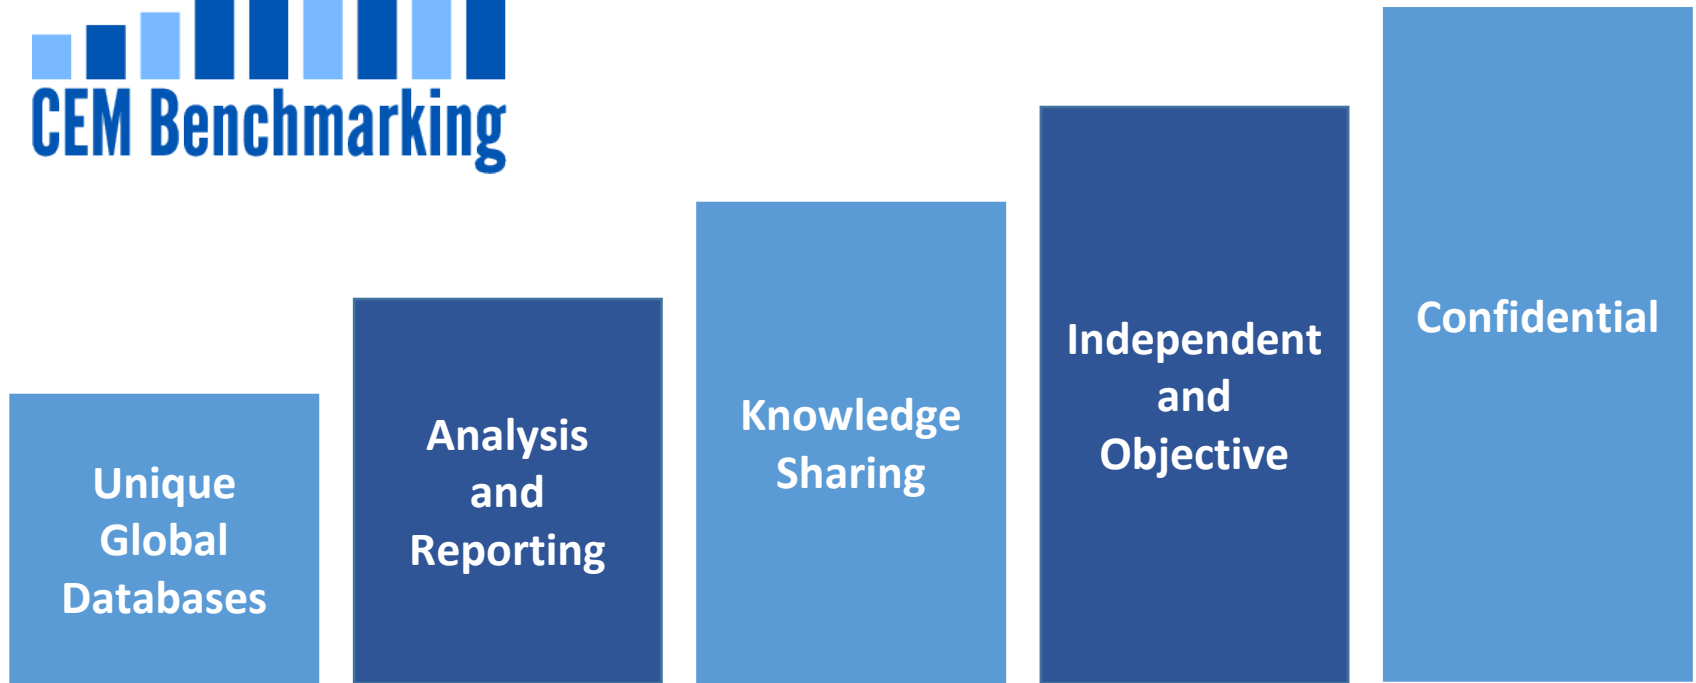 CEM Benchmarking
Unique
Global
Databases
Analysis
and
Reporting
Knowledge
Sharing
Independent
and
Objective
Confidential